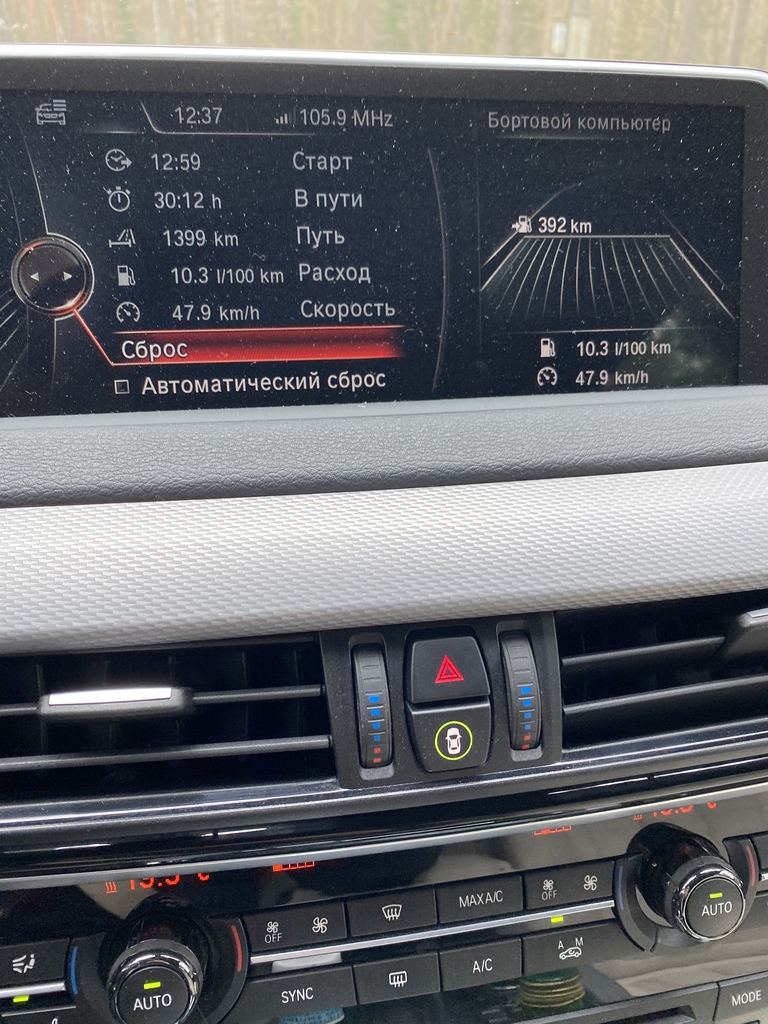 12:37 105.9 MHz Бортовой компьютер
12:59 Старт
30:12 h В пути
1399 km Путь
10.3 l/100 km Расход
47.9 km/h Скорость
Сброс
Автоматический сброс
392 km
10.3 l/100 km
47.9 km/h
OFF
MAX A/C
OFF
AUTO
AUTO
SYNC
A/C
A M
MODE